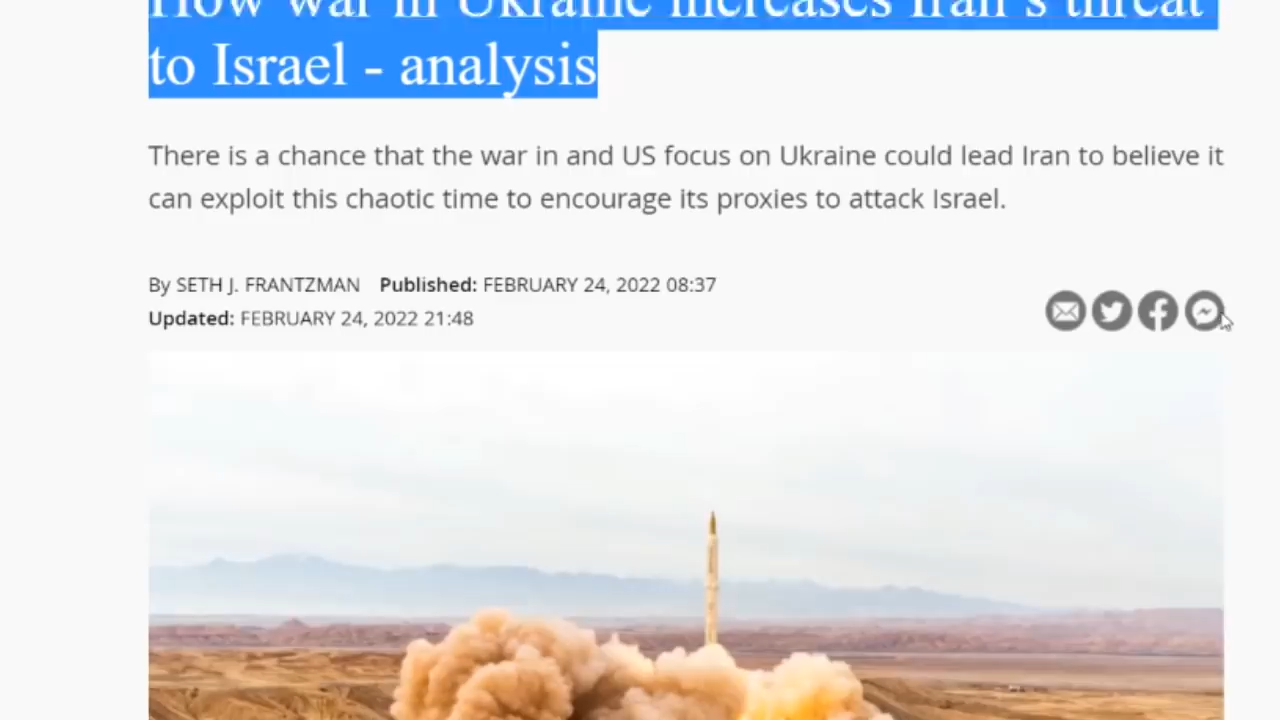 How war in Ukraine increases Iran's threat
to Israel - analysis
There is a chance that the war in and US focus on Ukraine could lead Iran to believe it
can exploit this chaotic time to encourage its proxies to attack Israel.
By SETH J. FRANTZMAN Published: FEBRUARY 24, 2022 08:37
Updated: FEBRUARY 24, 2022 21:48